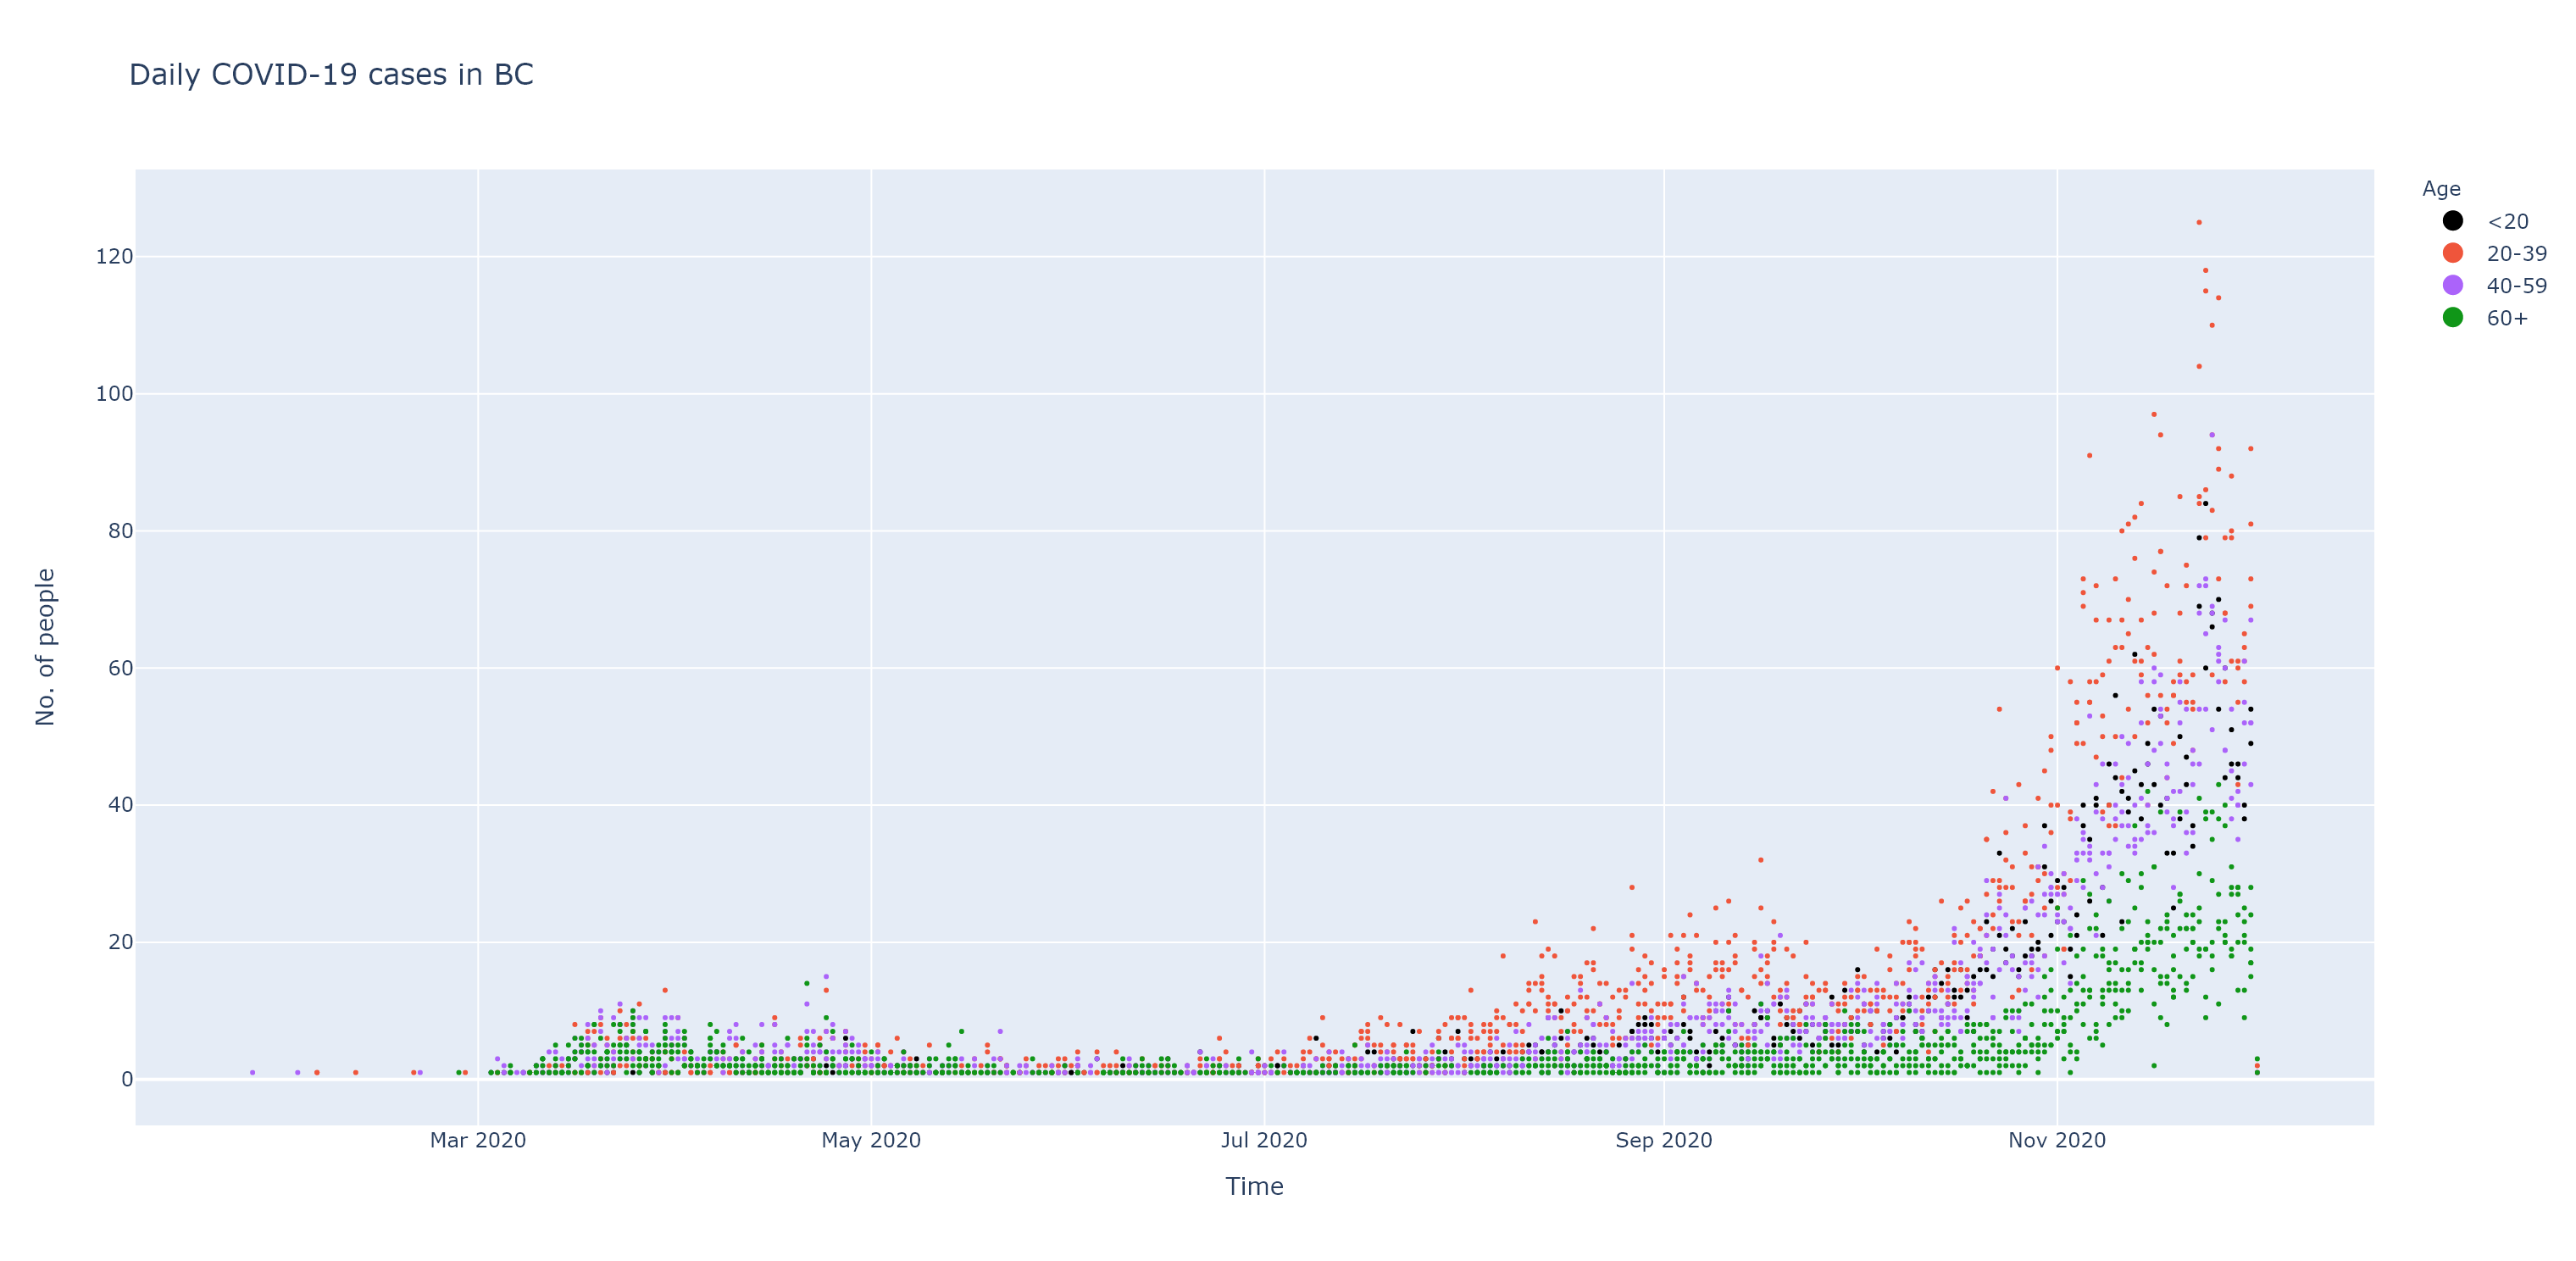 Daily COVID-19 cases in BC
Age
<20
20-39
40-59
60+
120
100
80
60
40
20
0
No. of people
Mar 2020
May 2020
Jul 2020
Sep 2020
Nov 2020
Time